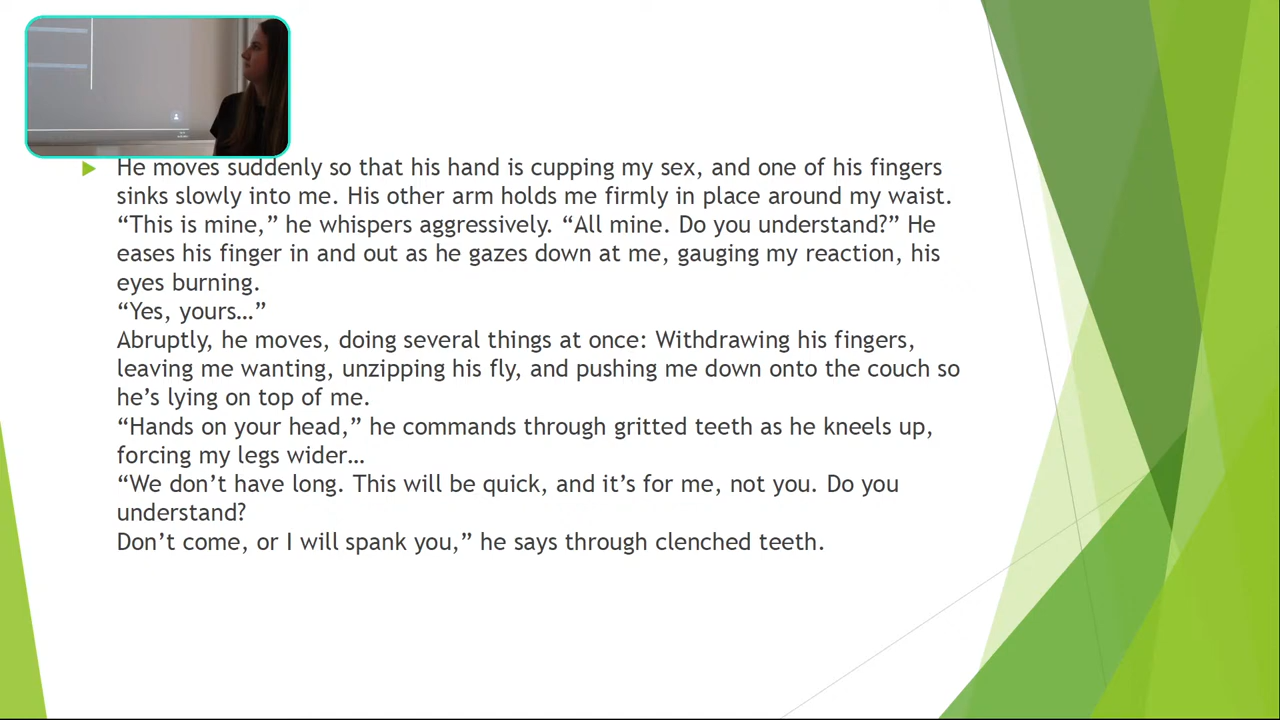 He moves suddenly so that his hand is cupping my sex, and one of his fingers
sinks slowly into me. His other arm holds me firmly in place around my waist.
“This is mine,” he whispers aggressively. “All mine. Do you understand?” He
eases his finger in and out as he gazes down at me, gauging my reaction, his
eyes burning.
“Yes, yours…”
Abruptly, he moves, doing several things at once: Withdrawing his fingers,
leaving me wanting, unzipping his fly, and pushing me down onto the couch so
he’s lying on top of me.
“Hands on your head,” he commands through gritted teeth as he kneels up,
forcing my legs wider…
“We don’t have long. This will be quick, and it’s for me, not you. Do you
understand?
Don’t come, or I will spank you,” he says through clenched teeth.